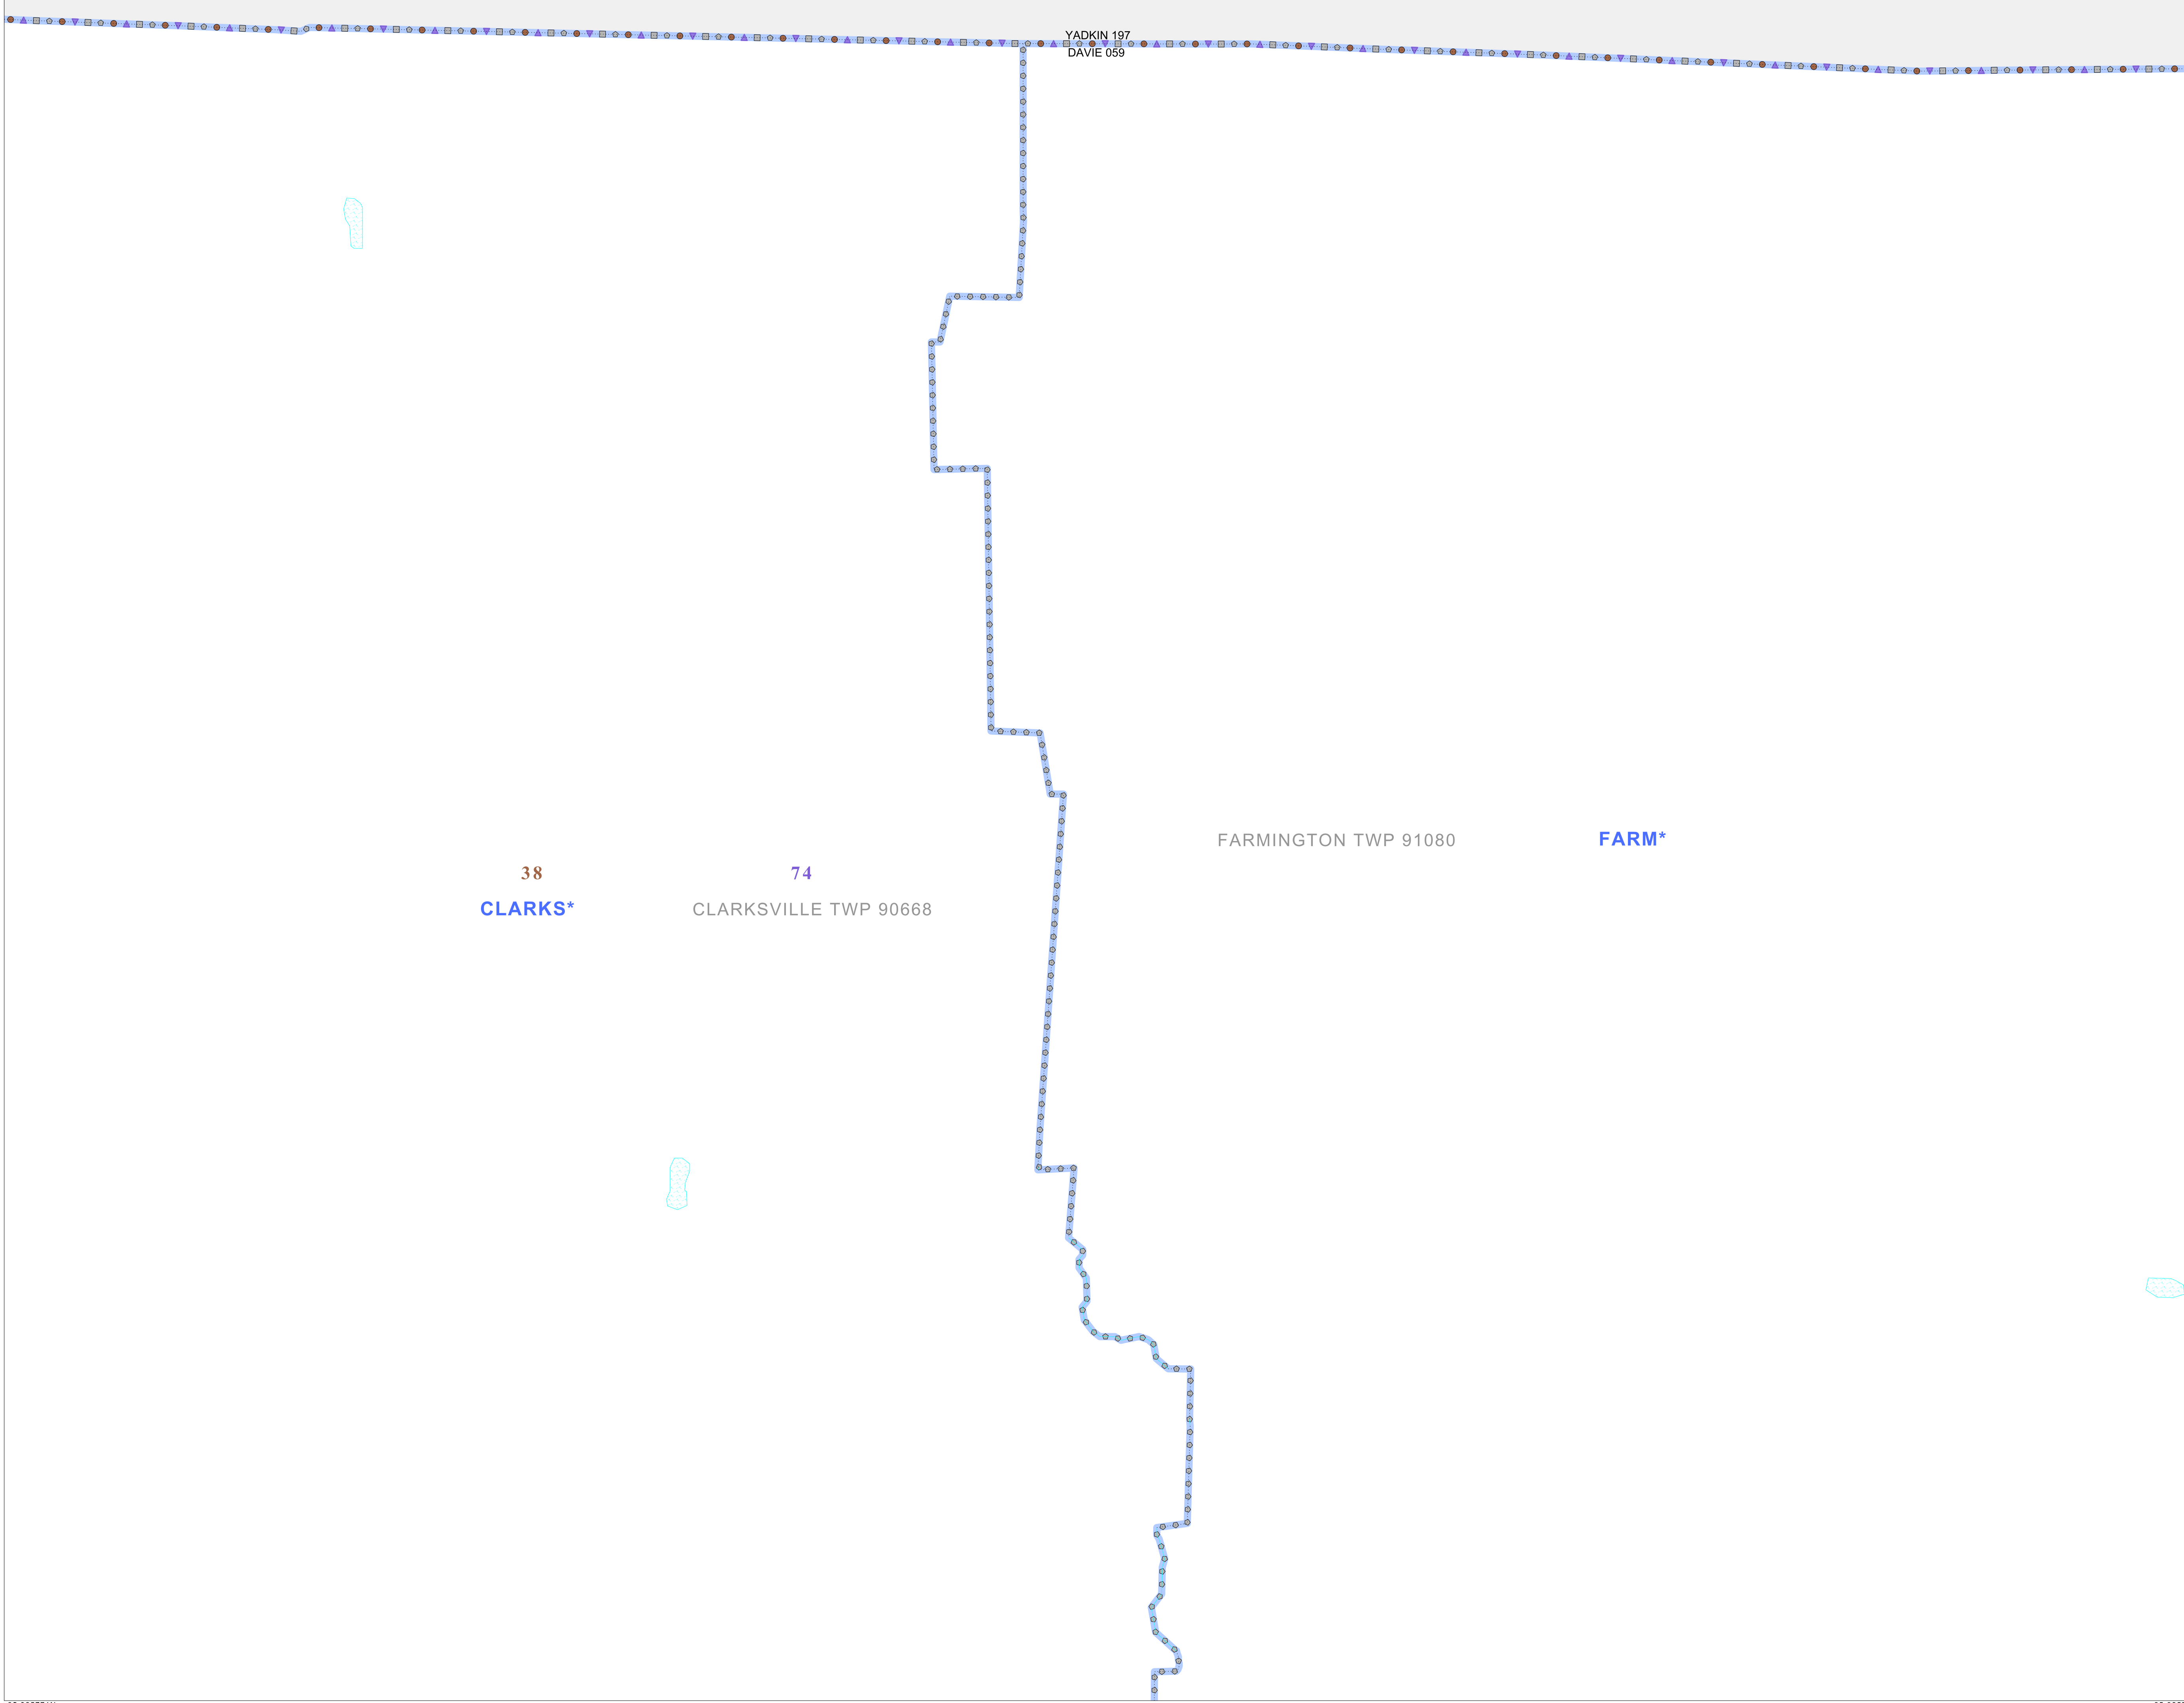 YADKIN 197
DAVIE 059
FARMINGTON TWP 91080 FARM*
38 74
CLARKS* CLARKSVILLE TWP 90668